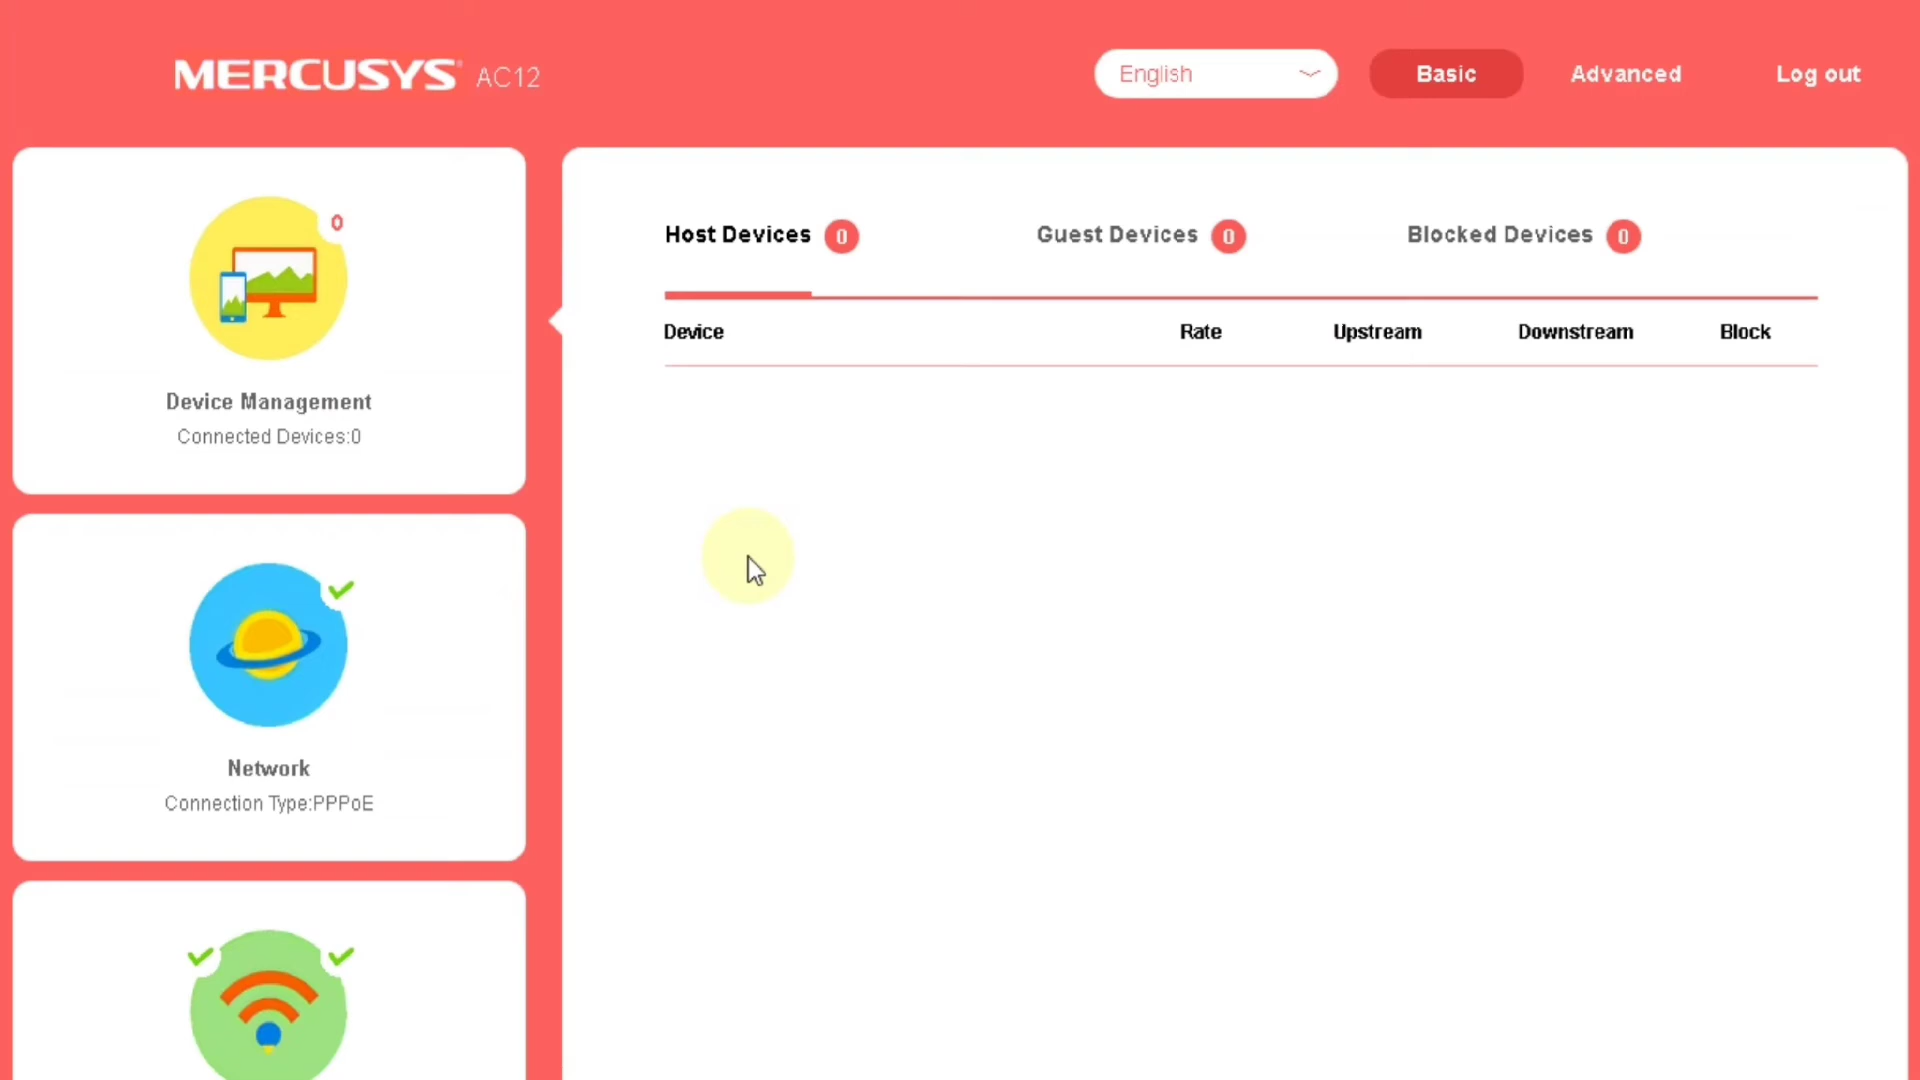 MERCUSYS® AC12
English
Basic
Advanced
Log out
0
Device Management
Connected Devices:0
Network
Connection Type:PPPoE
Host Devices 0
Guest Devices 0
Blocked Devices 0
Device
Rate
Upstream
Downstream
Block